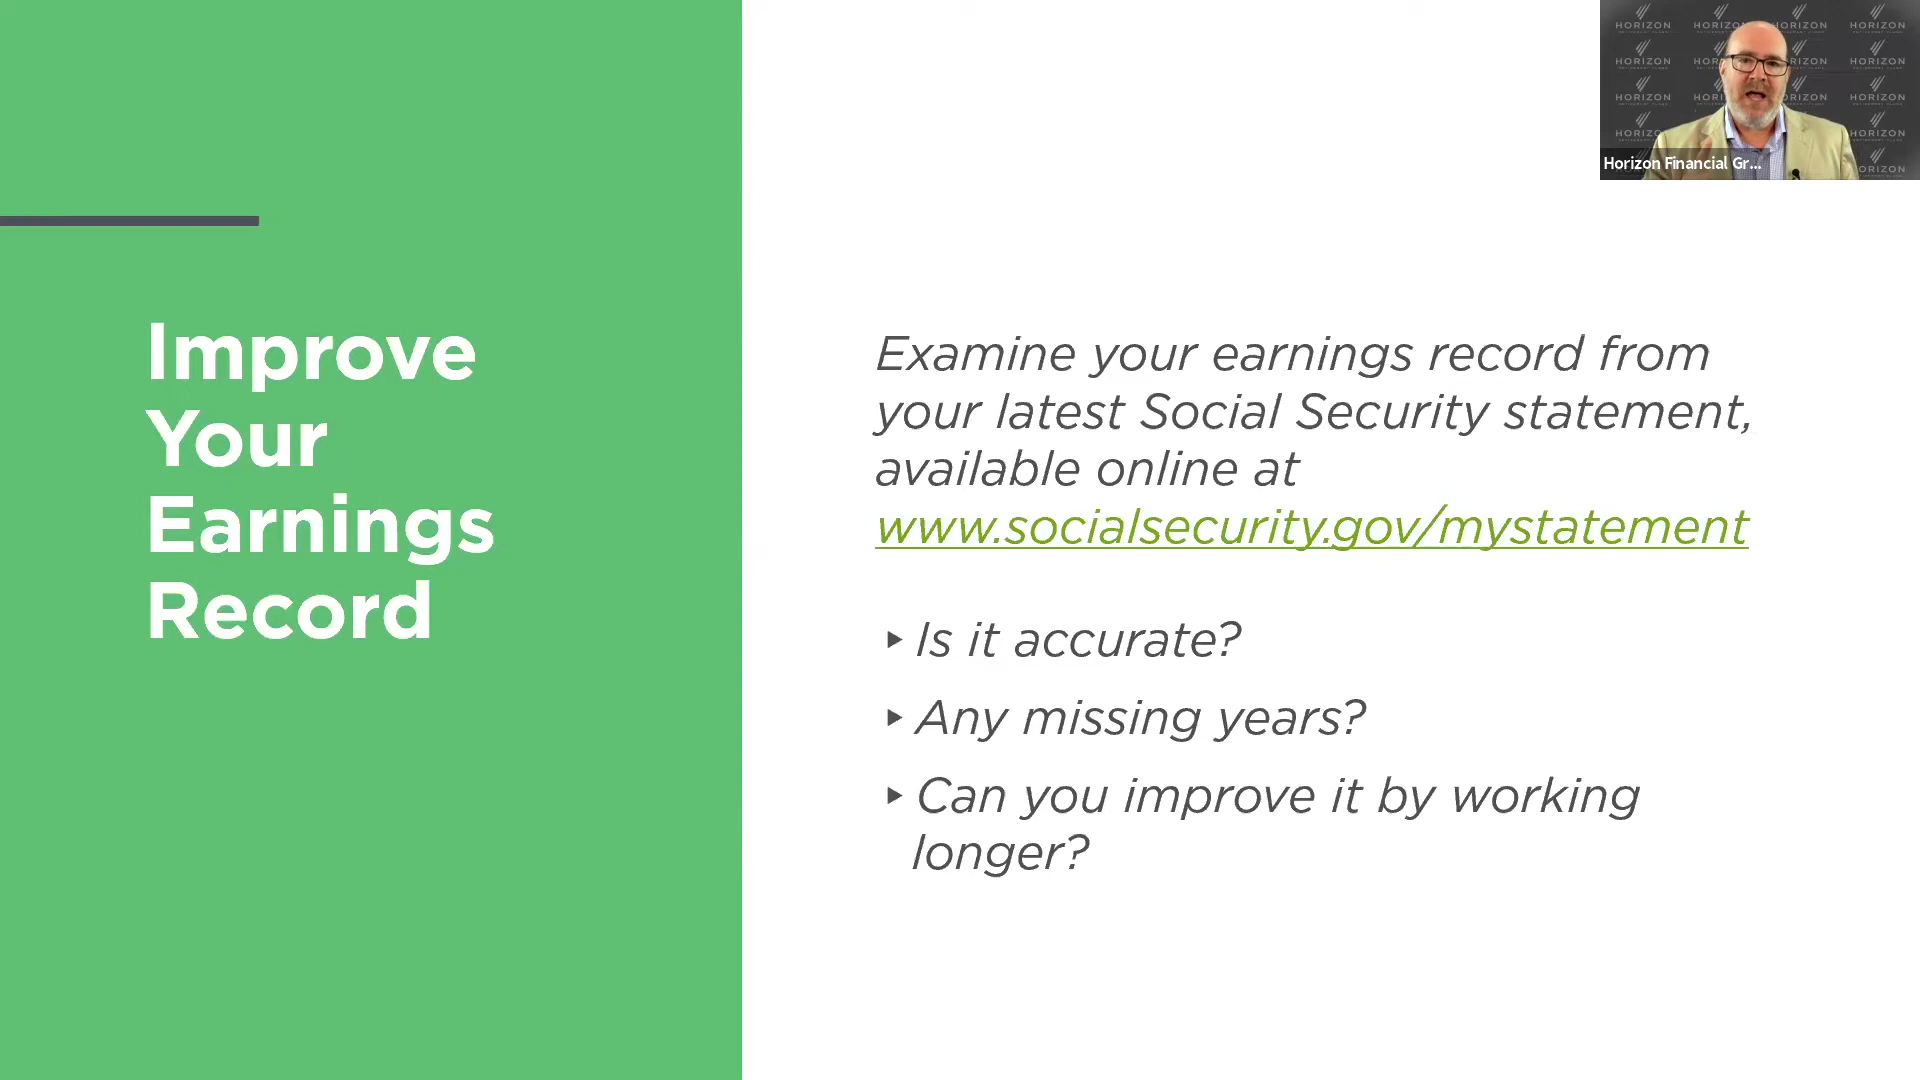 Improve
Your
Earnings
Record
Examine your earnings record from
your latest Social Security statement,
available online at
www.socialsecurity.gov/mystatement
▸ Is it accurate?
▸ Any missing years?
▸ Can you improve it by working
longer?
HORIZON
Horizon Financial Gr...